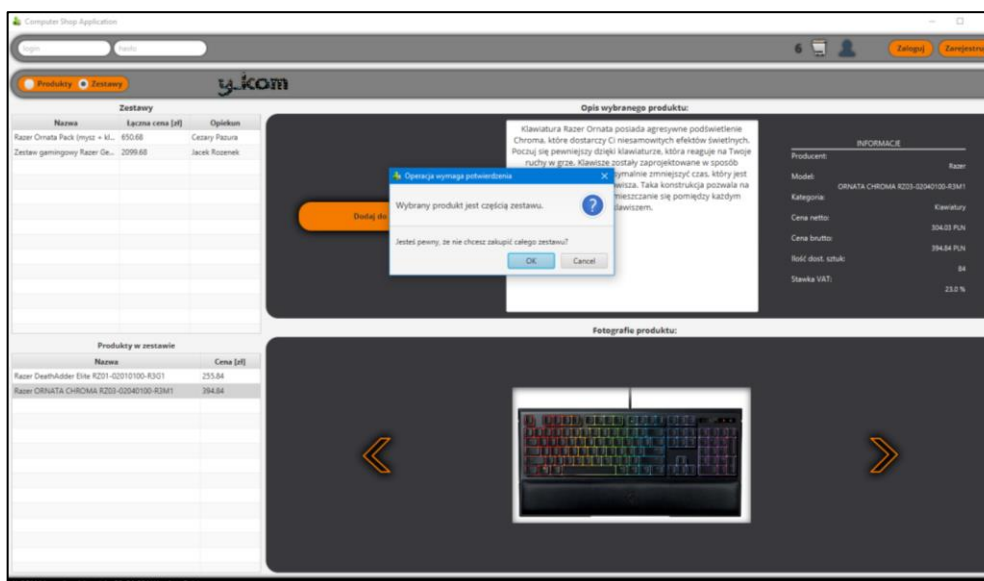 Computer Shop Application
login
hasło
6
Zaloguj
Zarejestru
Produkty
Zestawy
y_kom
Zestawy
Nazwa Łączna cena [zł] Opiekun
Razer Ornata Pack (mysz + kl... 650.68 Cezary Pazura
Zestaw gamingowy Razer Ge... 2099.68 Jacek Rozenek
Produkty w zestawie
Nazwa Cena [zł]
Razer DeathAdder Elite RZ01-02010100-R3G1 255.84
Razer ORNATA CHROMA RZ03-02040100-R3M1 394.84
Opis wybranego produktu:
Dodaj do
Klawiatura Razer Ornata posiada agresywne podświetlenie
Chroma, które dostarczy Ci niesamowitych efektów świetlnych.
Poczuj się pewniejszy dzięki klawiaturze, która reaguje na Twoje
ruchy w grze. Klawisze zostały zaprojektowane w sposób
symalnie zmniejszyć czas, który jest
wisza. Taka konstrukcja pozwala na
mieszczanie się pomiędzy każdym
klawiszem.
Operacja wymaga potwierdzenia
Wybrany produkt jest częścią zestawu.
?
Jesteś pewny, że nie chcesz zakupić całego zestawu?
OK
Cancel
INFORMACJE
Producent:
Razer
Model:
ORNATA CHROMA RZ03-02040100-R3M1
Kategoria:
Klawiatury
Cena netto:
304.03 PLN
Cena brutto:
394.84 PLN
Ilość dost. sztuk:
84
Stawka VAT:
23.0 %
Fotografie produktu: